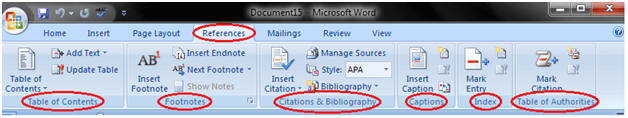 Document15 - Microsoft Word
Home Insert Page Layout References Mailings Review View
Table of Contents
Add Text
Update Table
Table of Contents
AB1
Insert Footnote
Insert Endnote
AB1 Next Footnote
Show Notes
Footnotes
Insert Citation
Manage Sources
Style: APA
Bibliography
Citations & Bibliography
Insert Caption
Captions
Mark Entry
Index
Mark Citation
Table of Authorities